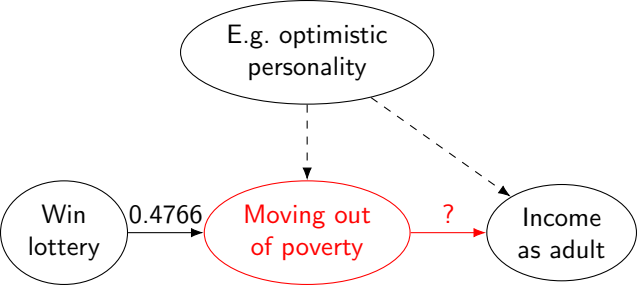 E.g. optimistic
personality
Win
lottery
0.4766
Moving out
of poverty
?
Income
as adult